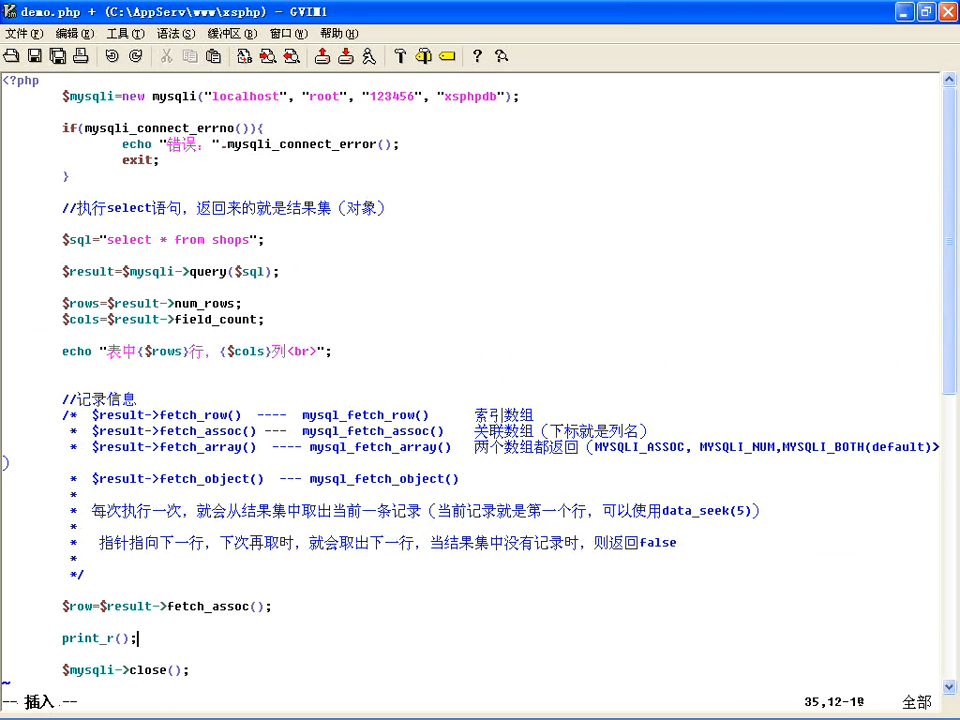 demo.php + (C:\AppServ\www\xsphp) - GVIM1
文件(F) 编辑(E) 工具(T) 语法(S) 缓冲区(B) 窗口(W) 帮助(H)
<?php
$mysqli=new mysqli("localhost", "root", "123456", "xsphpdb");
if(mysqli_connect_errno()){
echo "错误: ".mysqli_connect_error();
exit;
}
//执行select语句，返回来的就是结果集（对象）
$sql="select * from shops";
$result=$mysqli->query($sql);
$rows=$result->num_rows;
$cols=$result->field_count;
echo "表中{$rows}行, {$cols}列<br>";
//记录信息
/* $result->fetch_row() ---- mysql_fetch_row() 索引数组
* $result->fetch_assoc() --- mysql_fetch_assoc() 关联数组（下标就是列名）
* $result->fetch_array() ---- mysql_fetch_array() 两个数组都返回（MYSQLI_ASSOC, MYSQLI_NUM,MYSQLI_BOTH(default)>
)
* $result->fetch_object() --- mysql_fetch_object()
*
* 每次执行一次，就会从结果集中取出当前一条记录（当前记录就是第一个行，可以使用data_seek(5)）
*
* 指针指向下一行，下次再取时，就会取出下一行，当结果集中没有记录时，则返回false
*
*/
$row=$result->fetch_assoc();
print_r();
$mysqli->close();
~
-- 插入 -- 35,12-19 全部